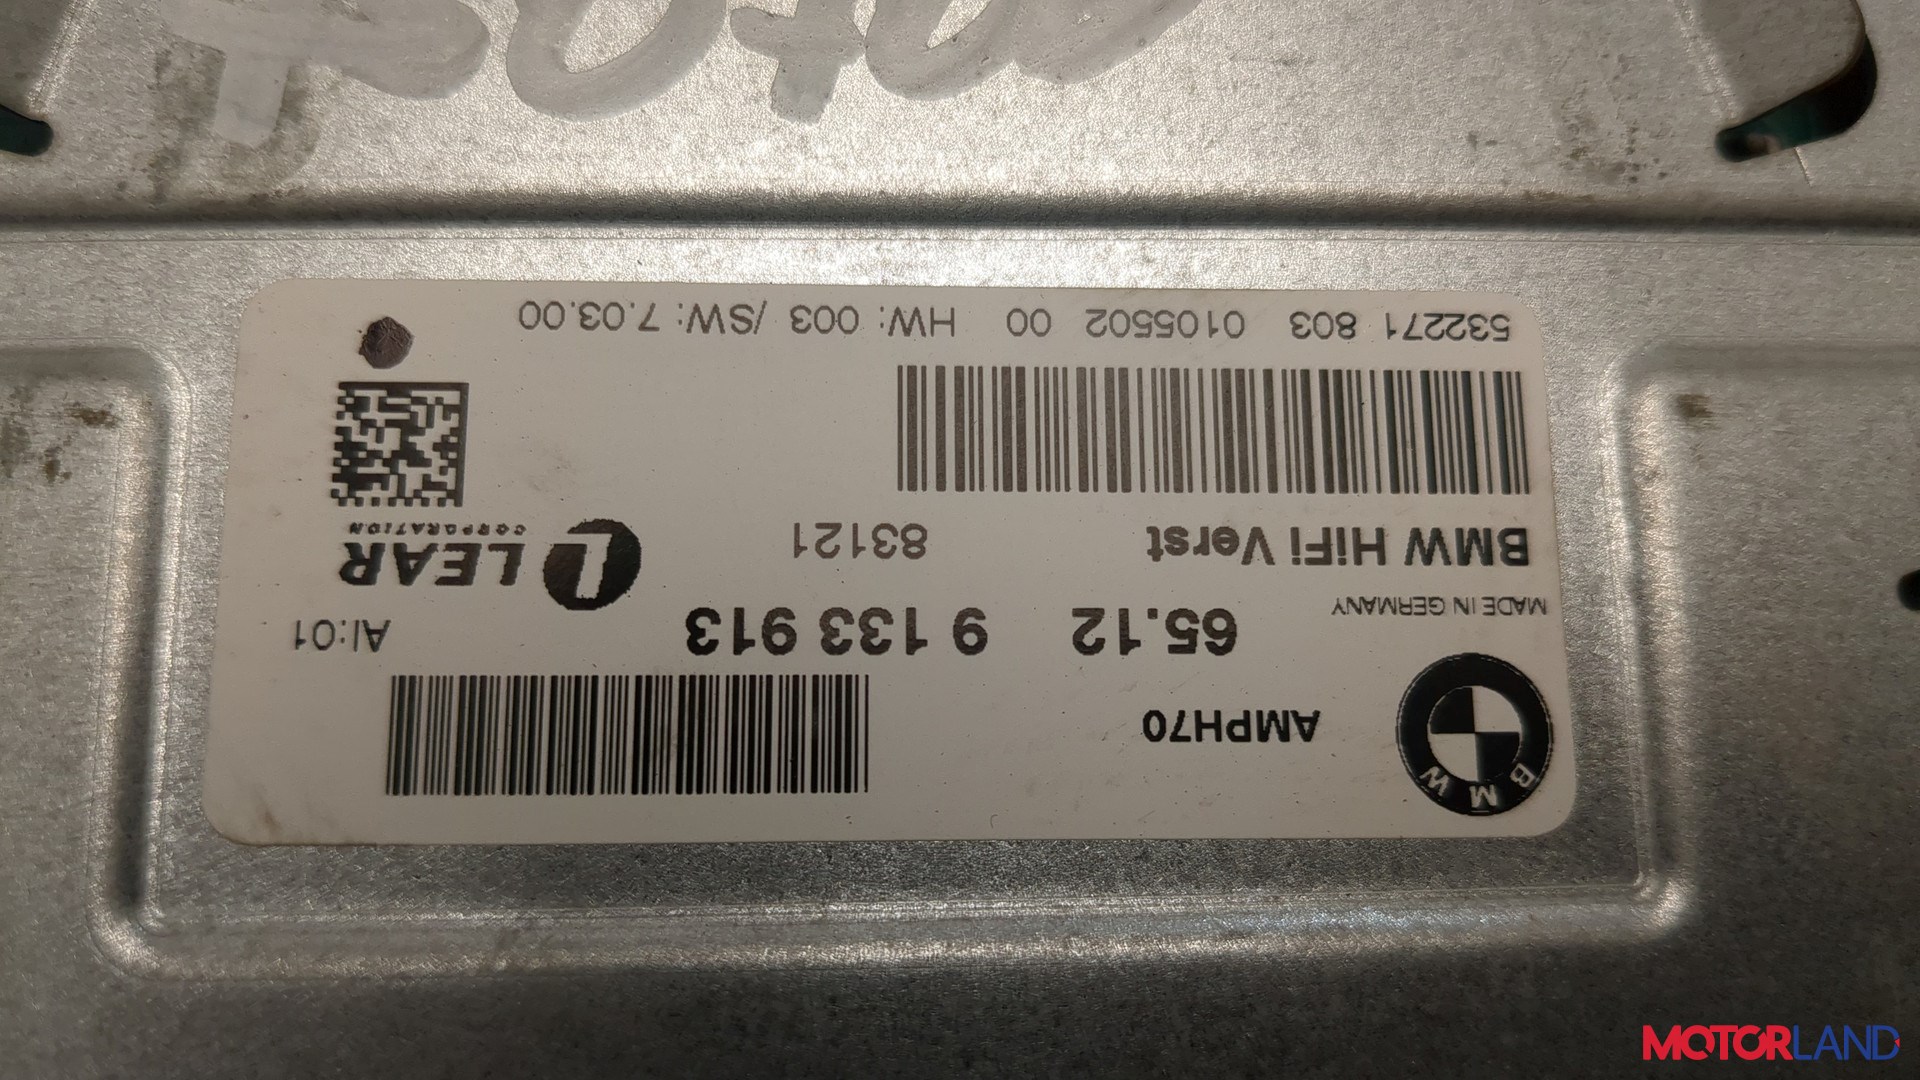 BMW
AMPH70
MADE IN GERMANY
65.12 9 133 913
AI:01
BMW HiFi Verst
83121
LEAR
CORPORATION
532271 803 0105502 00 HW: 003 /SW: 7.03.00
MOTORLAND